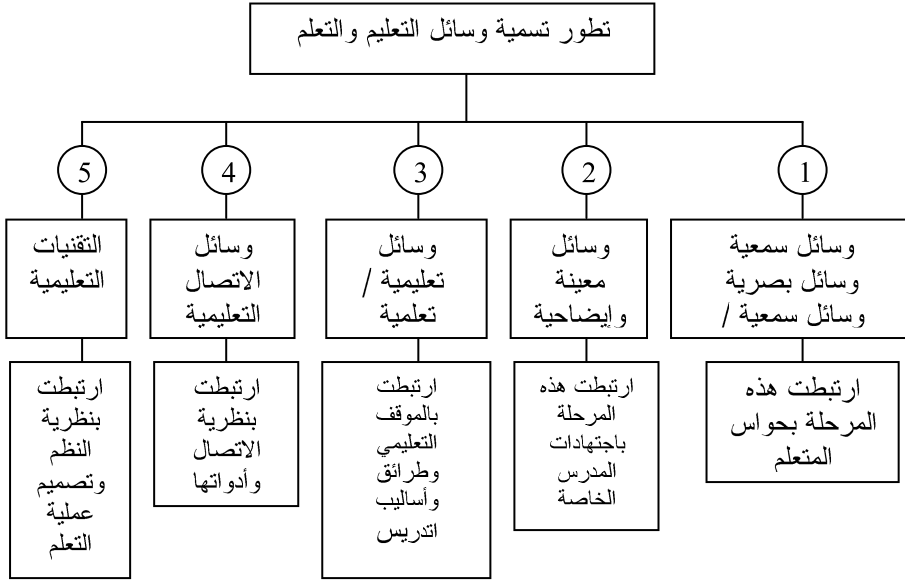 تطور تسمية وسائل التعليم والتعلم
1
وسائل سمعية
وسائل بصرية
وسائل سمعية /
ارتبطت هذه
المرحلة بحواس
المتعلم
2
وسائل
معينة
وإيضاحية
ارتبطت هذه
المرحلة
باجتهادات
المدرس
الخاصة
3
وسائل
تعليمية /
تعلمية
ارتبطت
بالموقف
التعليمي
وطرائق
وأساليب
اتدريس
4
وسائل
الاتصال
التعليمية
ارتبطت
بنظرية
الاتصال
وأدواتها
5
التقنيات
التعليمية
ارتبطت
بنظرية
النظم
وتصميم
عملية
التعلم